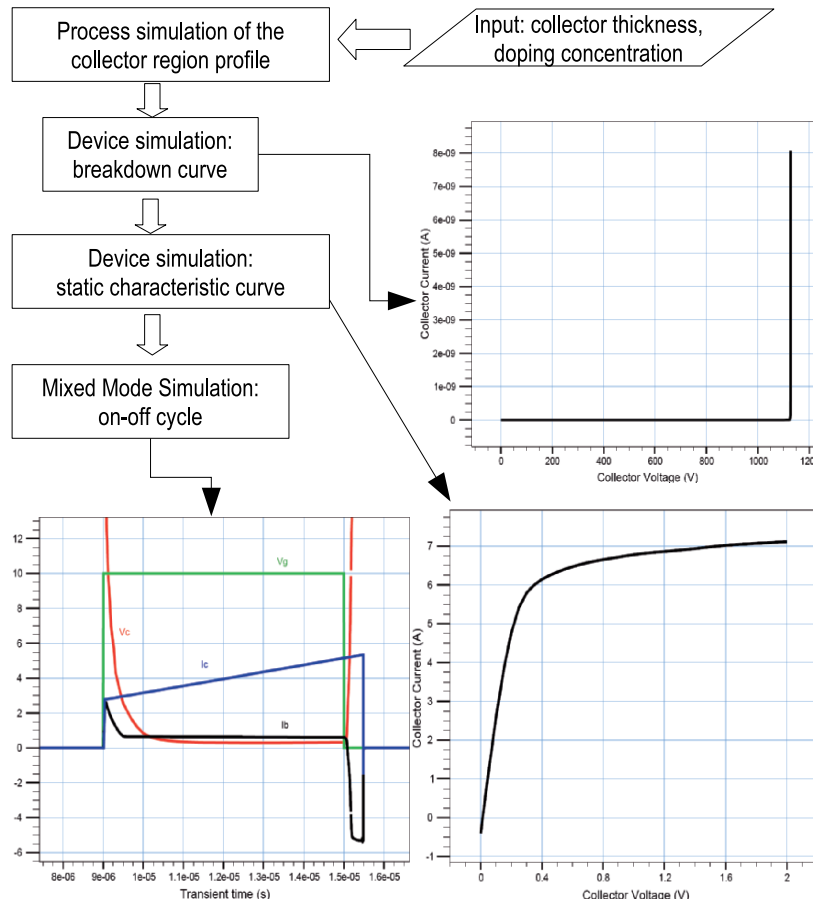 Process simulation of the
collector region profile
Input: collector thickness,
doping concentration
Device simulation:
breakdown curve
Device simulation:
static characteristic curve
Mixed Mode Simulation:
on-off cycle
8e-09
7e-09
6e-09
5e-09
4e-09
3e-09
2e-09
1e-09
0
Collector Current (A)
0 200 400 600 800 1000 120
Collector Voltage (V)
12
10
8
6
4
2
0
-2
-4
-6
Vg
Vc
Ic
Ib
8e-06 9e-06 1e-05 1.1e-05 1.2e-05 1.3e-05 1.4e-05 1.5e-05 1.6e-05
Transient time (s)
7
6
5
4
3
2
1
0
-1
Collector Current (A)
0 0.4 0.8 1.2 1.6 2
Collector Voltage (V)